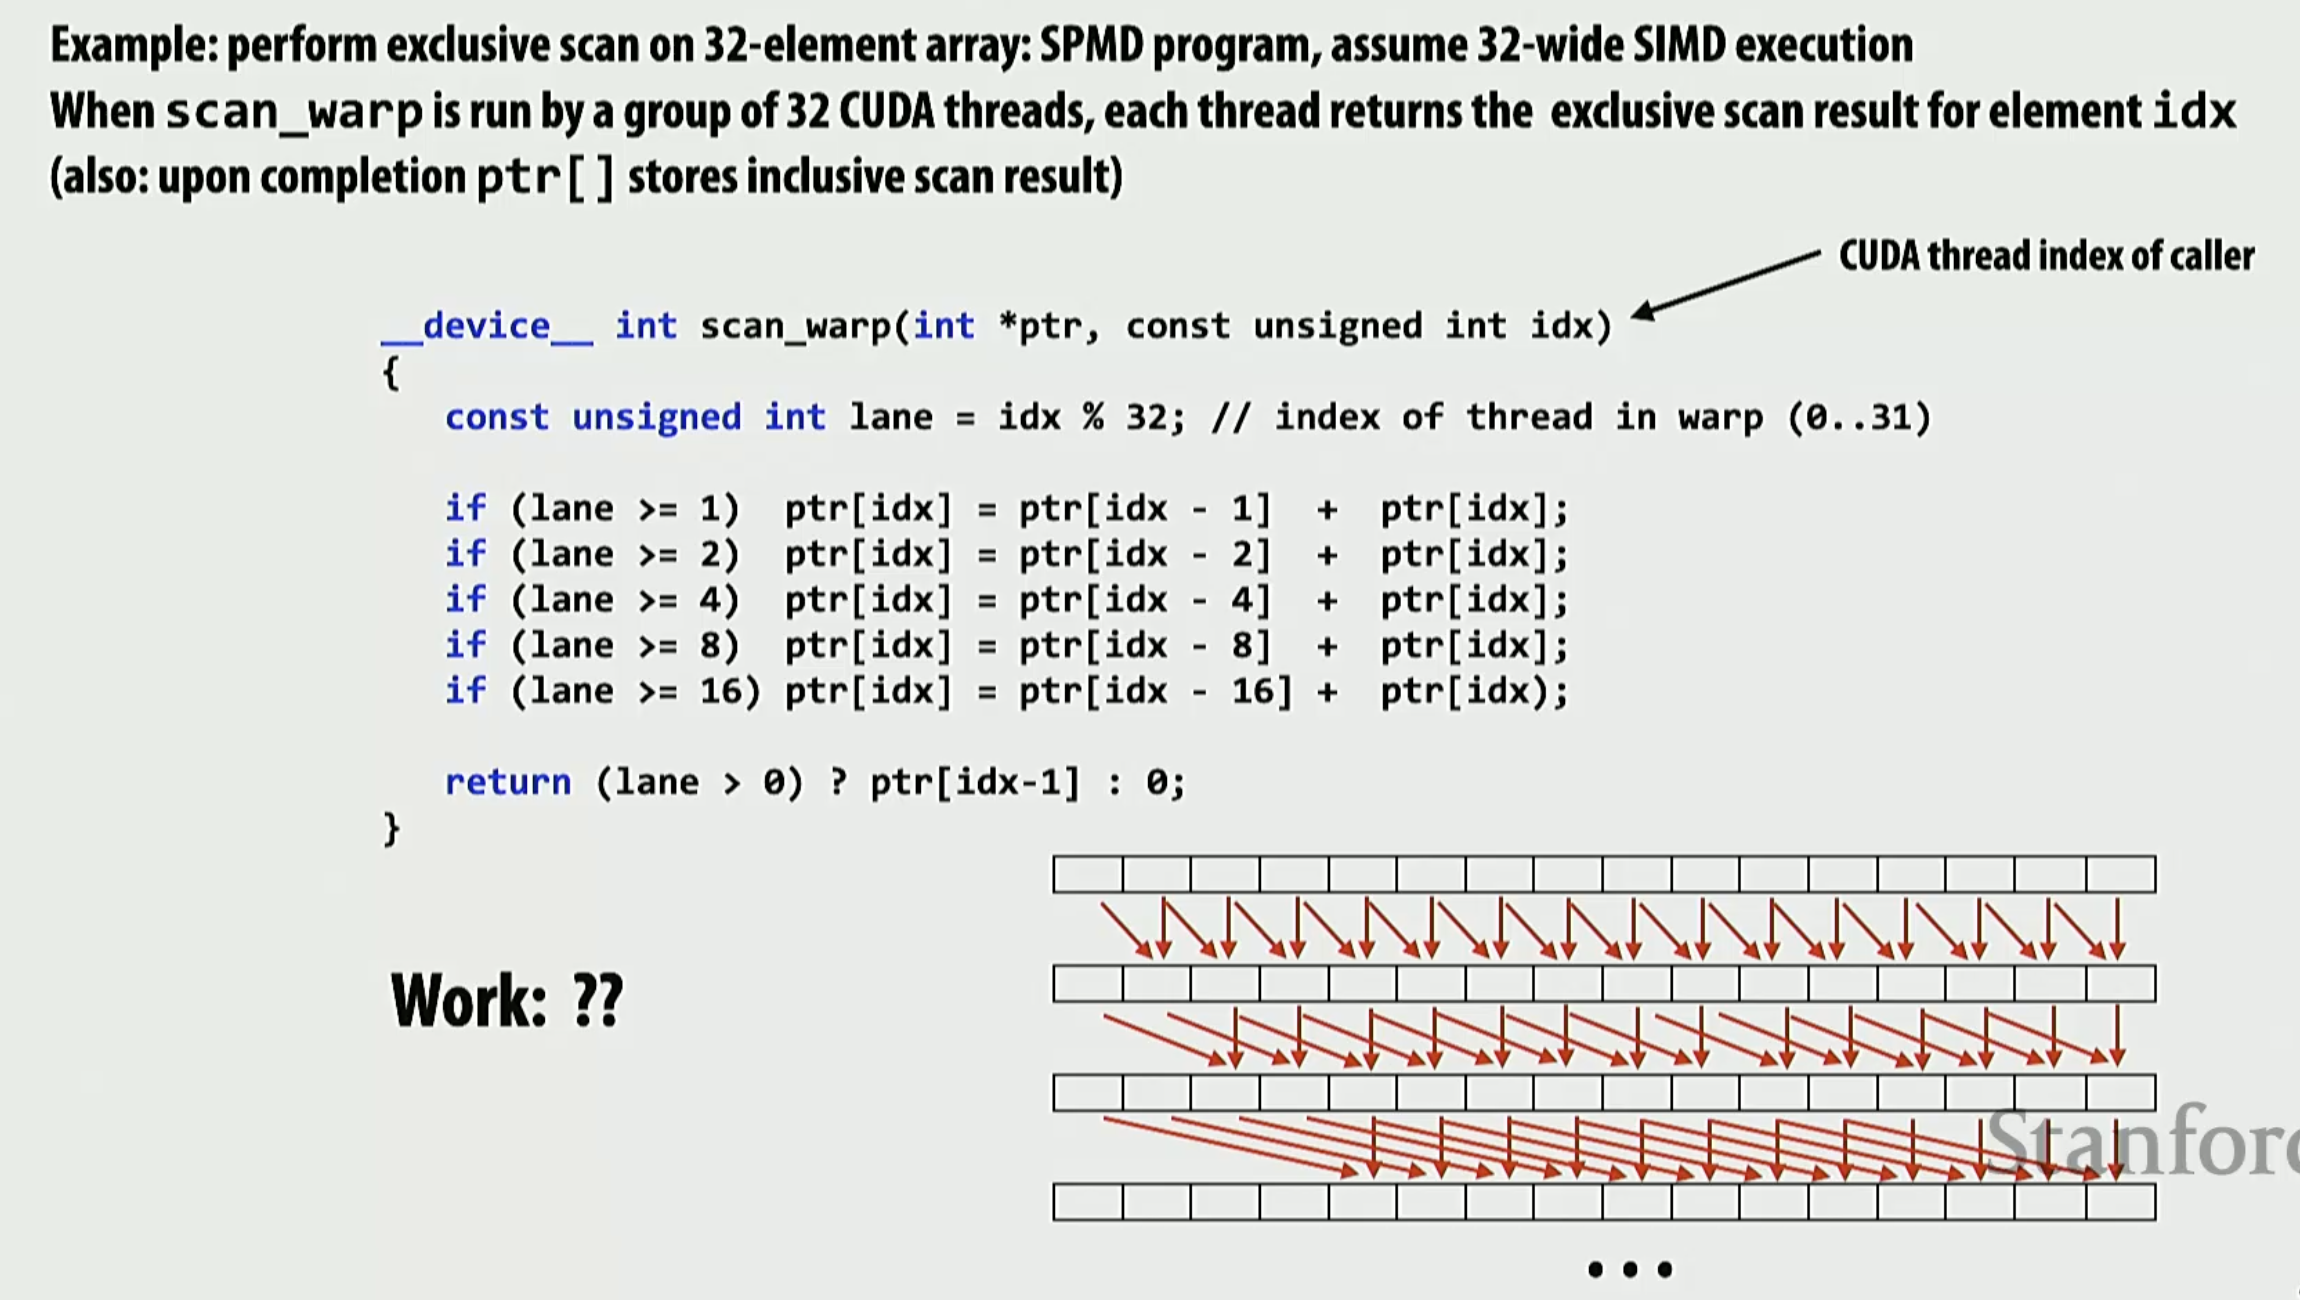 Example: perform exclusive scan on 32-element array: SPMD program, assume 32-wide SIMD execution
When scan_warp is run by a group of 32 CUDA threads, each thread returns the exclusive scan result for element idx
(also: upon completion ptr[] stores inclusive scan result)
CUDA thread index of caller
__device__ int scan_warp(int *ptr, const unsigned int idx)
{
const unsigned int lane = idx % 32; // index of thread in warp (0..31)
if (lane >= 1) ptr[idx] = ptr[idx - 1] + ptr[idx];
if (lane >= 2) ptr[idx] = ptr[idx - 2] + ptr[idx];
if (lane >= 4) ptr[idx] = ptr[idx - 4] + ptr[idx];
if (lane >= 8) ptr[idx] = ptr[idx - 8] + ptr[idx];
if (lane >= 16) ptr[idx] = ptr[idx - 16] + ptr[idx);
return (lane > 0) ? ptr[idx-1] : 0;
}
Work: ??
Stanford
...